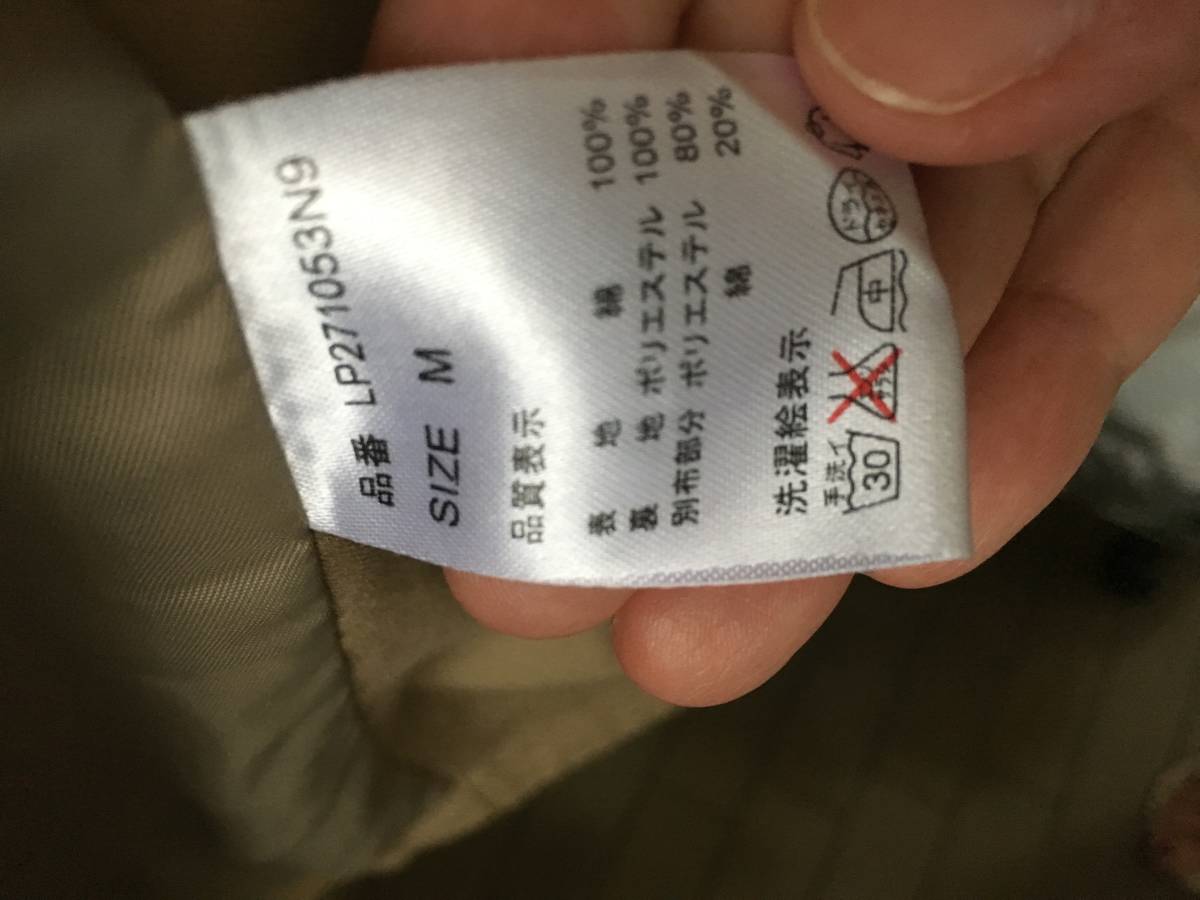 品番 LP271053N9
SIZE M
品質表示
表 地 綿 100%
裏 地 ポリエステル 100%
別布部分 ポリエステル 80%
綿 20%
洗濯絵表示
手洗イ
30
中
ドライ